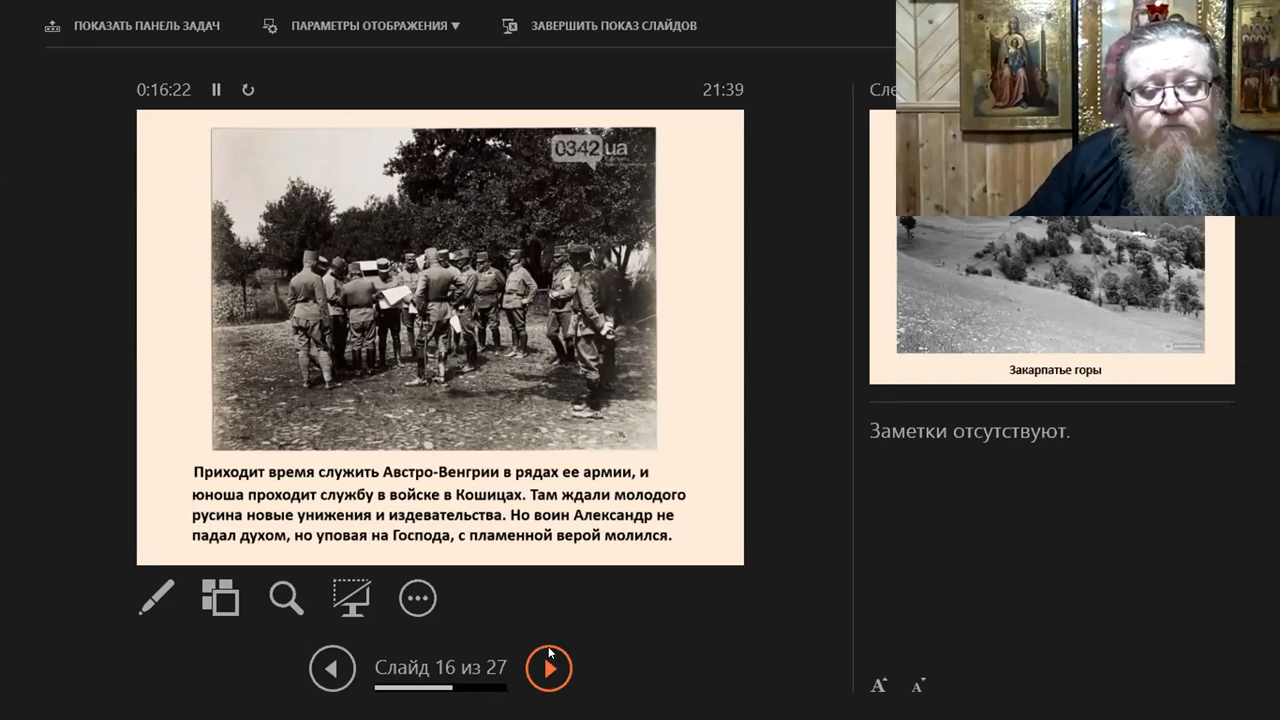 ПОКАЗАТЬ ПАНЕЛЬ ЗАДАЧ
ПАРАМЕТРЫ ОТОБРАЖЕНИЯ
ЗАВЕРШИТЬ ПОКАЗ СЛАЙДОВ
0:16:22
21:39
0342.ua
Приходит время служить Австро-Венгрии в рядах ее армии, и
юноша проходит службу в войске в Кошицах. Там ждали молодого
русина новые унижения и издевательства. Но воин Александр не
падал духом, но уповая на Господа, с пламенной верой молился.
Слайд 16 из 27
Закарпатье горы
Заметки отсутствуют.
A A